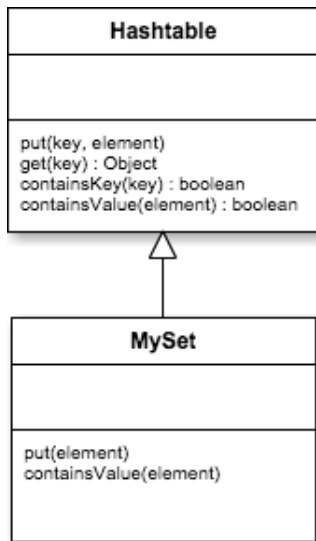 Hashtable
put(key, element)
get(key) : Object
containsKey(key) : boolean
containsValue(element) : boolean
MySet
put(element)
containsValue(element)